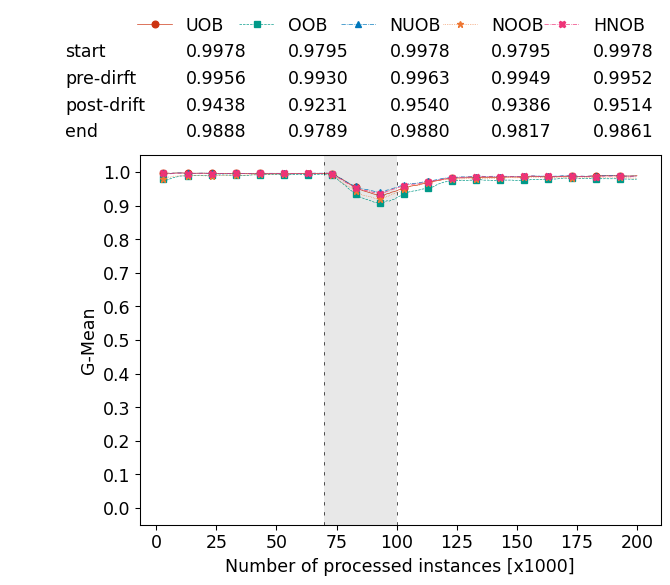 UOB OOB NUOB NOOB HNOB
start 0.9978 0.9795 0.9978 0.9795 0.9978
pre-dirft 0.9956 0.9930 0.9963 0.9949 0.9952
post-drift 0.9438 0.9231 0.9540 0.9386 0.9514
end 0.9888 0.9789 0.9880 0.9817 0.9861
1.0
0.9
0.8
0.7
0.6
0.5
0.4
0.3
0.2
0.1
0.0
G-Mean
0 25 50 75 100 125 150 175 200
Number of processed instances [x1000]